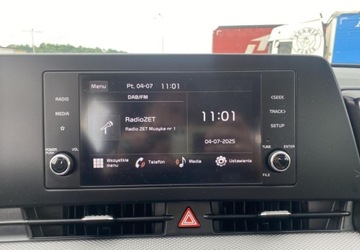 Menu Pt. 04-07 11:01
DAB/FM
RadioZET
Radio ZET Muzyka nr 1
11:01
04-07-2025
Wszystkie menu
Telefon
Media
Ustawienia
RADIO
MEDIA
POWER PUSH
VOL
<SEEK
TRACK>
SETUP
TUNE
ENTER
FILE